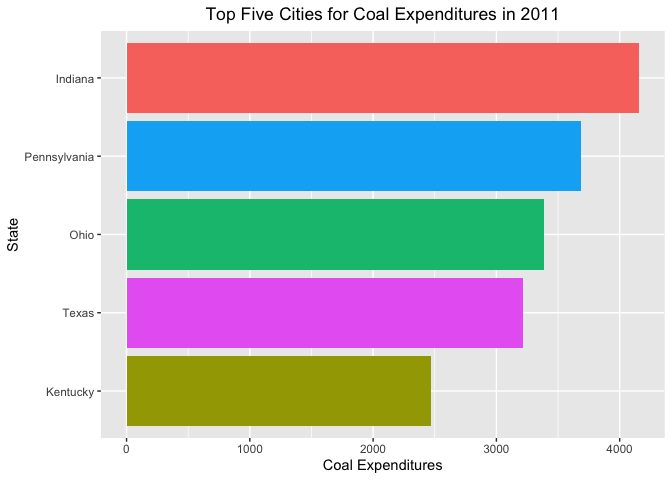 Top Five Cities for Coal Expenditures in 2011
State
Indiana
Pennsylvania
Ohio
Texas
Kentucky
0 1000 2000 3000 4000
Coal Expenditures